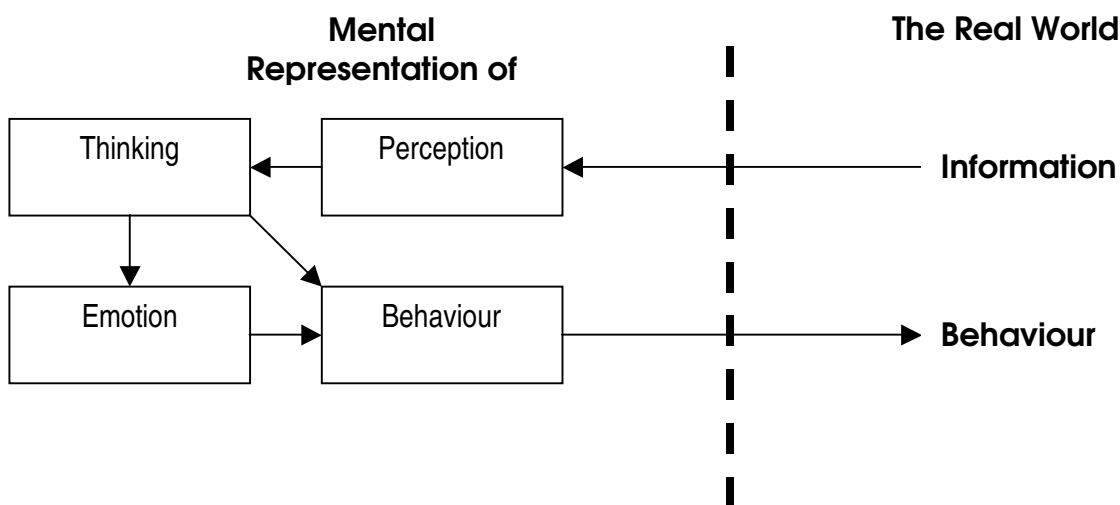 Mental
Representation of
The Real World
Thinking
Perception
Information
Emotion
Behaviour
Behaviour